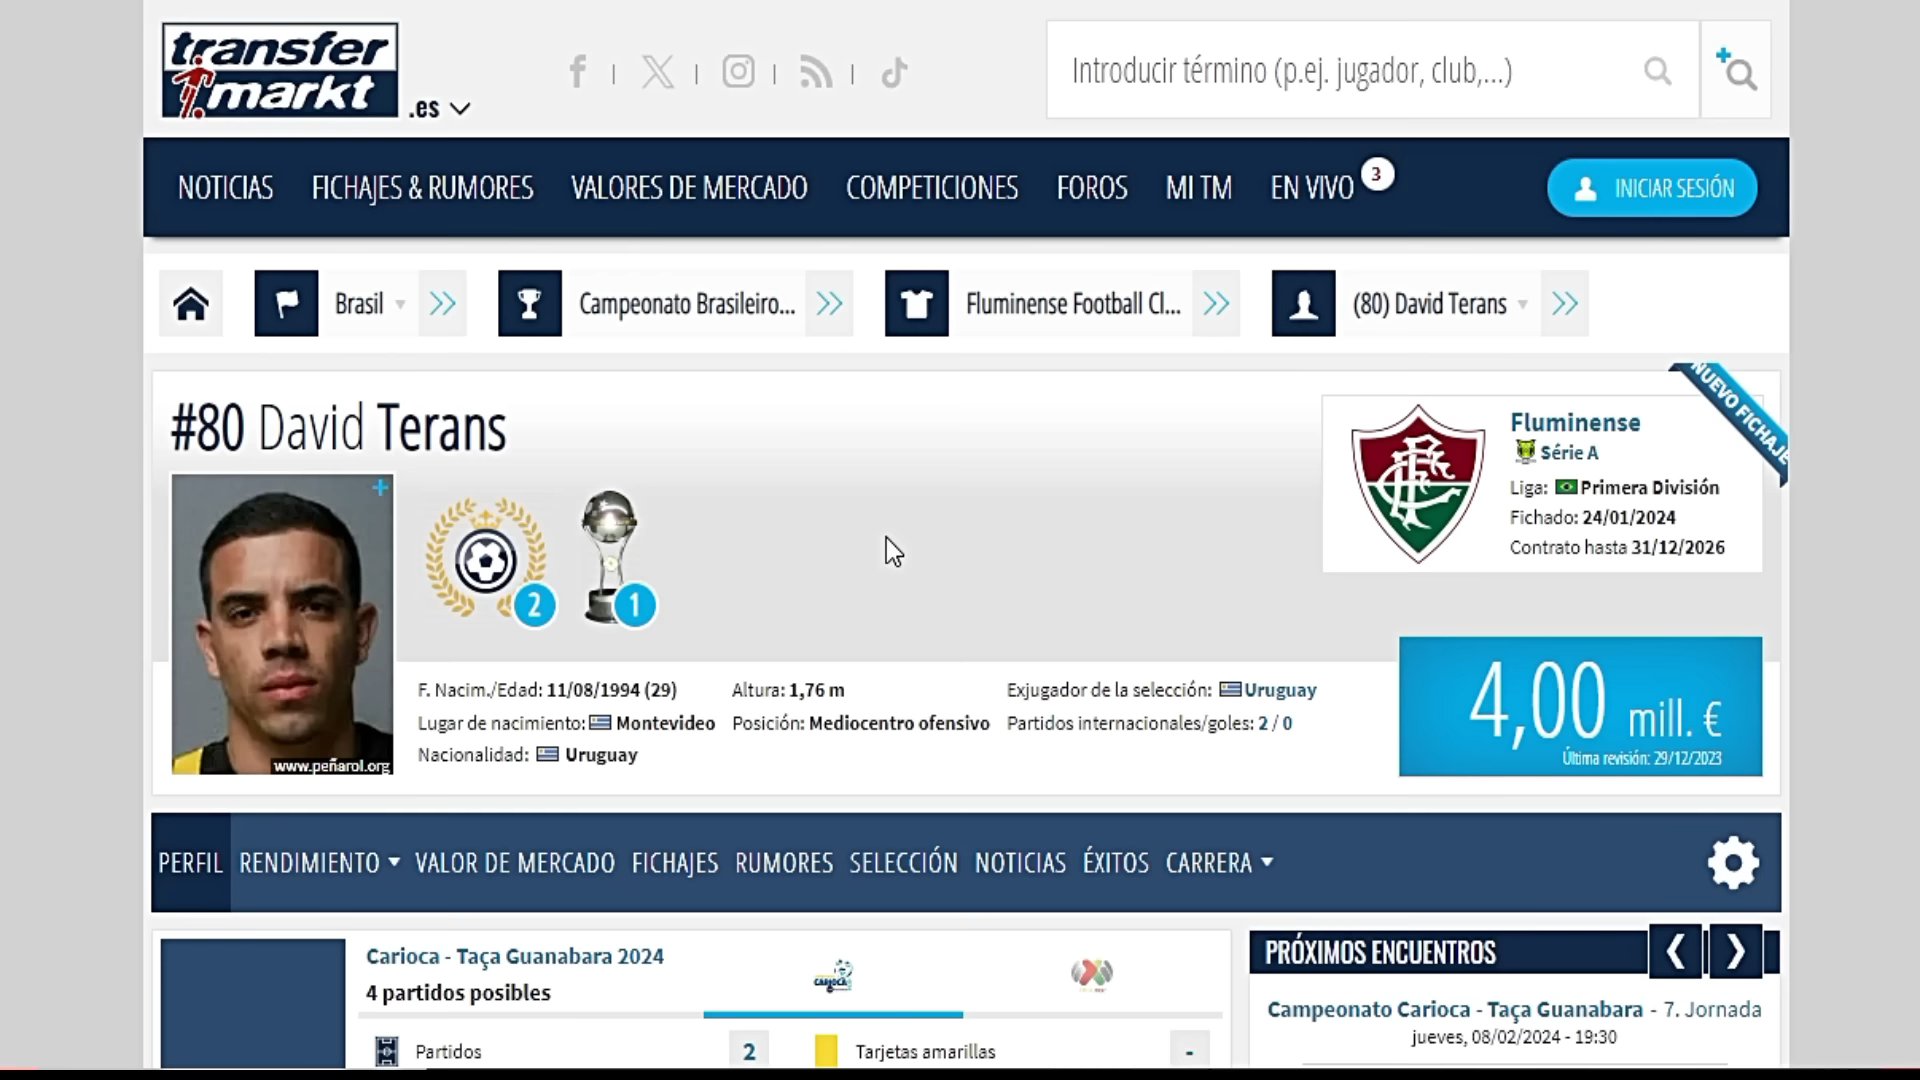 transfer
markt
.es
Introducir término (p.ej. jugador, club,...)
NOTICIAS FICHAJES & RUMORES VALORES DE MERCADO COMPETICIONES FOROS MI TM EN VIVO 3 INICIAR SESIÓN
Brasil Campeonato Brasileiro... Fluminense Football Cl... (80) David Terans
NUEVO FICHAJE
#80 David Terans
Fluminense
Série A
Liga: Primera División
Fichado: 24/01/2024
Contrato hasta 31/12/2026
2 1
www.peñarol.org
F. Nacim./Edad: 11/08/1994 (29) Altura: 1,76 m Exjugador de la selección: Uruguay
Lugar de nacimiento: Montevideo Posición: Mediocentro ofensivo Partidos internacionales/goles: 2 / 0
Nacionalidad: Uruguay
4,00 mill. €
Última revisión: 29/12/2023
PERFIL RENDIMIENTO VALOR DE MERCADO FICHAJES RUMORES SELECCIÓN NOTICIAS ÉXITOS CARRERA
Carioca - Taça Guanabara 2024
4 partidos posibles
CARIOCA
Partidos 2 Tarjetas amarillas -
PRÓXIMOS ENCUENTROS
Campeonato Carioca - Taça Guanabara - 7. Jornada
jueves, 08/02/2024 - 19:30